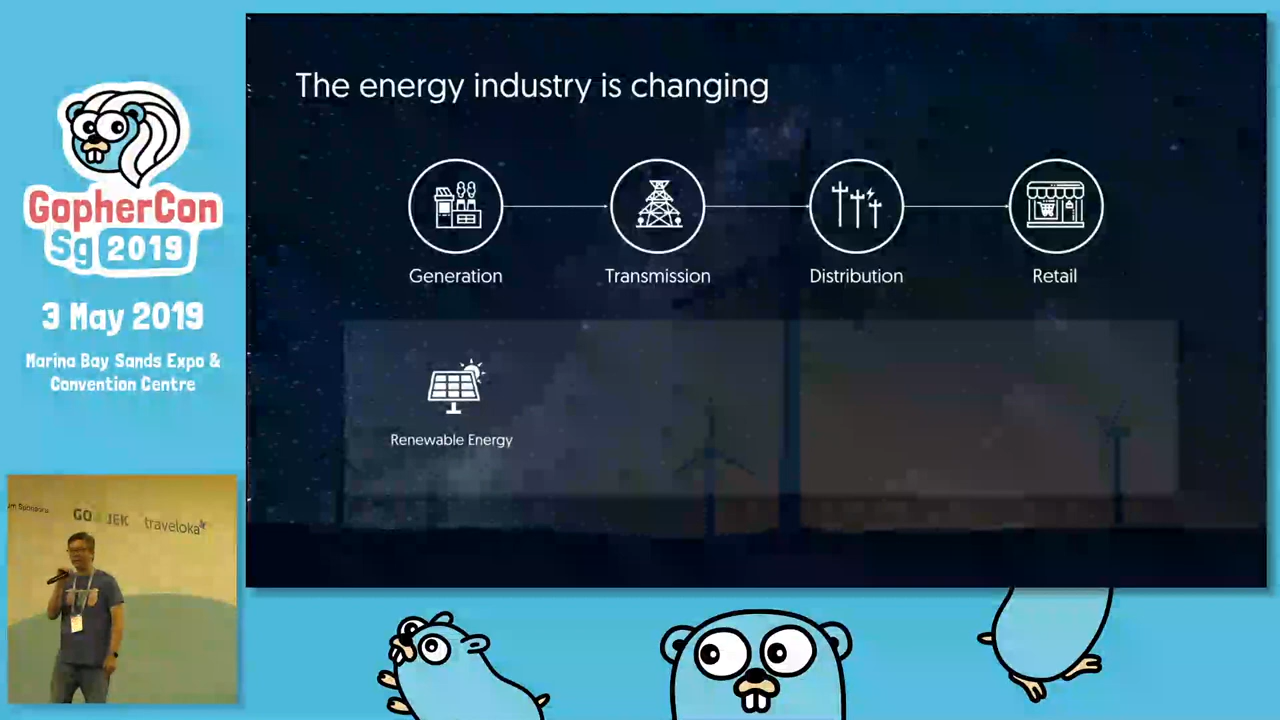 GopherCon
Sg 2019
3 May 2019
Marina Bay Sands Expo &
Convention Centre
The energy industry is changing
Generation
Transmission
Distribution
Retail
Renewable Energy
Sponsors
GO JEK
traveloka